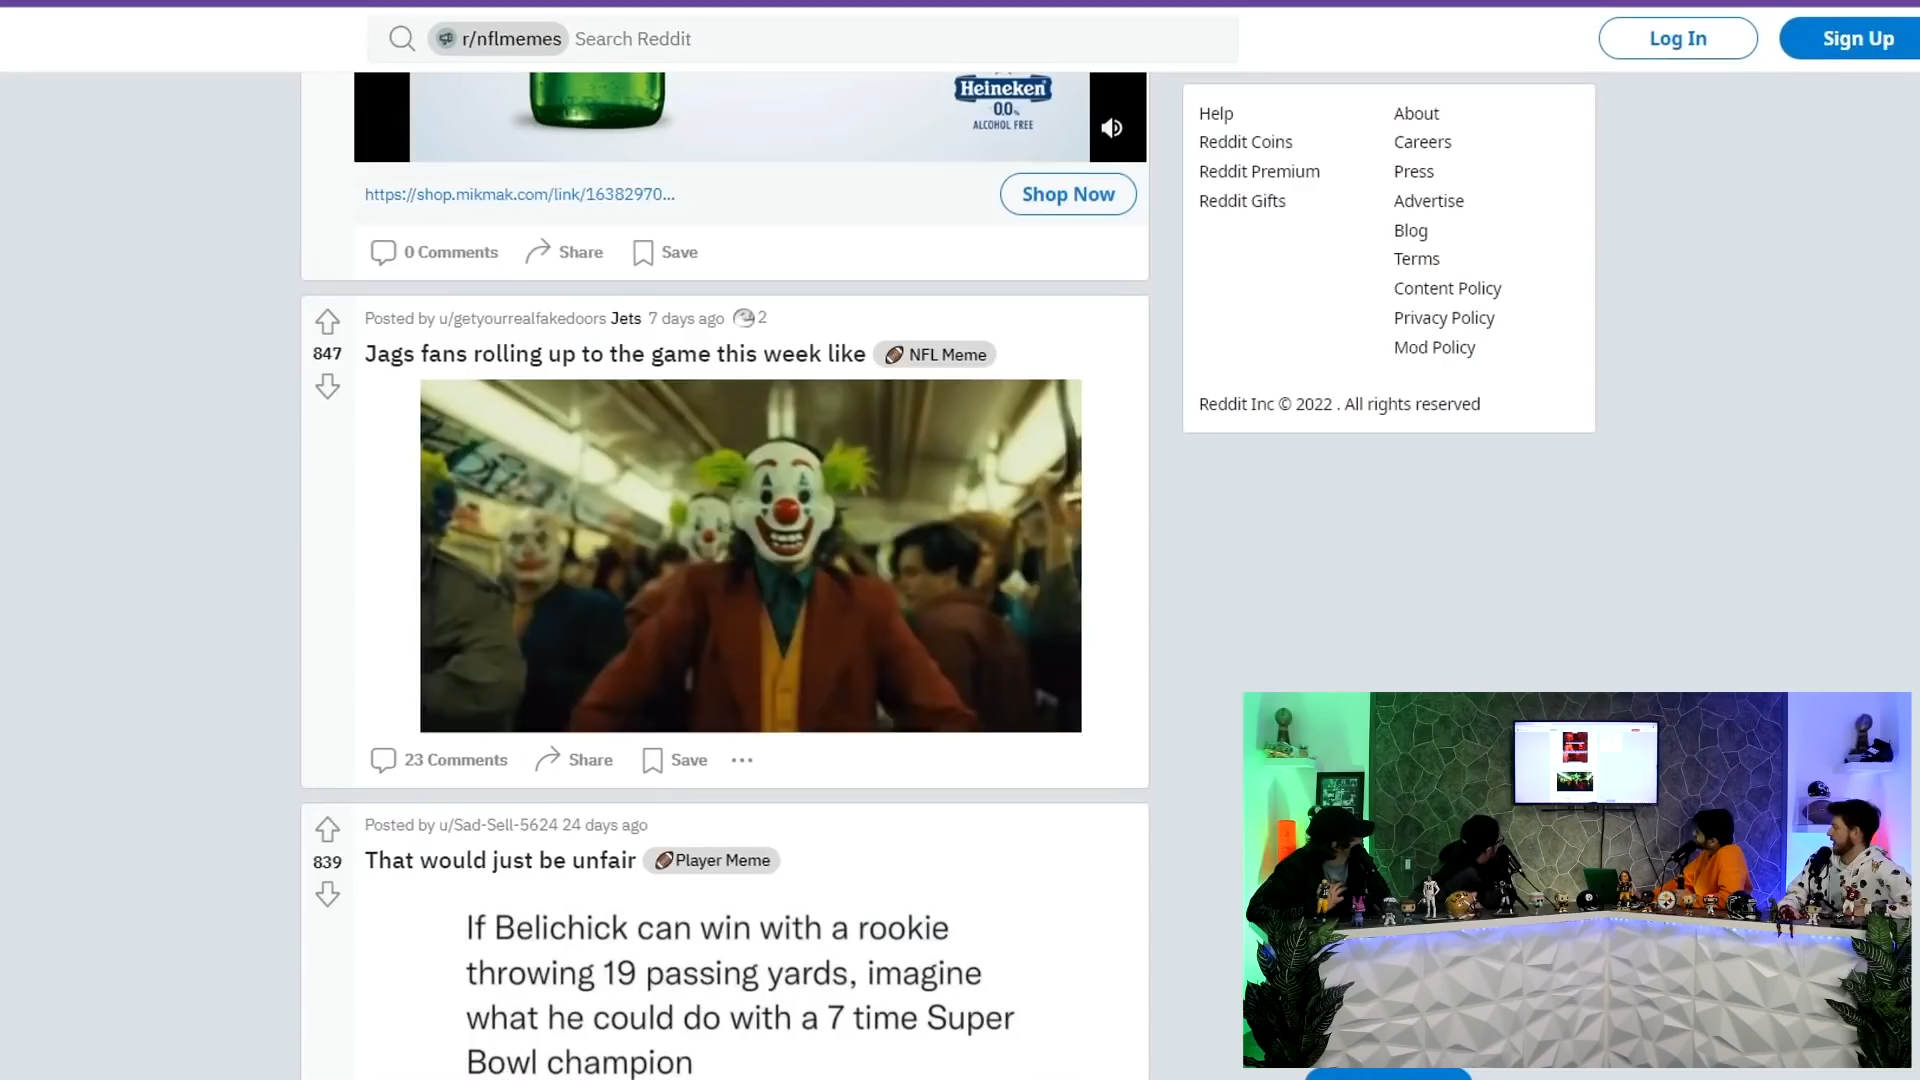 r/nflmemes Search Reddit
Log In
Sign Up
Heineken
0.0%
ALCOHOL FREE
https://shop.mikmak.com/link/16382970...
Shop Now
0 Comments Share Save
Posted by u/getyourrealfakedoors Jets 7 days ago 2
847
Jags fans rolling up to the game this week like NFL Meme
23 Comments Share Save
Posted by u/Sad-Sell-5624 24 days ago
839
That would just be unfair Player Meme
If Belichick can win with a rookie
throwing 19 passing yards, imagine
what he could do with a 7 time Super
Bowl champion
Help
Reddit Coins
Reddit Premium
Reddit Gifts
About
Careers
Press
Advertise
Blog
Terms
Content Policy
Privacy Policy
Mod Policy
Reddit Inc © 2022 . All rights reserved